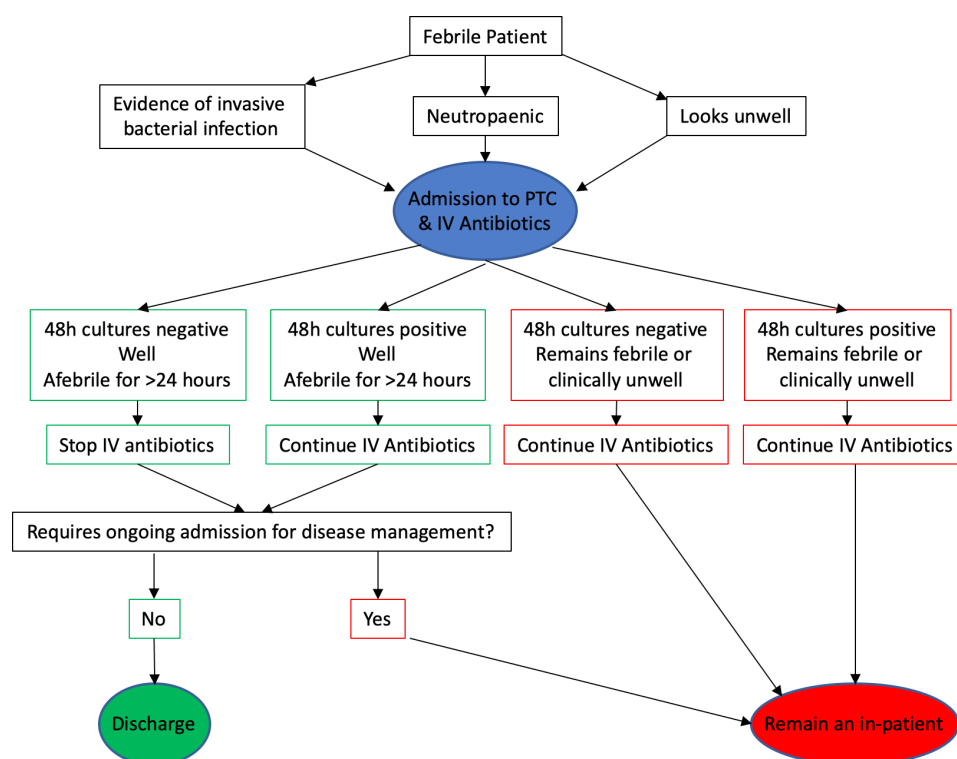 Febrile Patient
Evidence of invasive
bacterial infection
Neutropaenic
Looks unwell
Admission to PTC
& IV Antibiotics
48h cultures negative
Well
Afebrile for >24 hours
48h cultures positive
Well
Afebrile for >24 hours
48h cultures negative
Remains febrile or
clinically unwell
48h cultures positive
Remains febrile or
clinically unwell
Stop IV antibiotics
Continue IV Antibiotics
Continue IV Antibiotics
Continue IV Antibiotics
Requires ongoing admission for disease management?
No
Yes
Discharge
Remain an in-patient